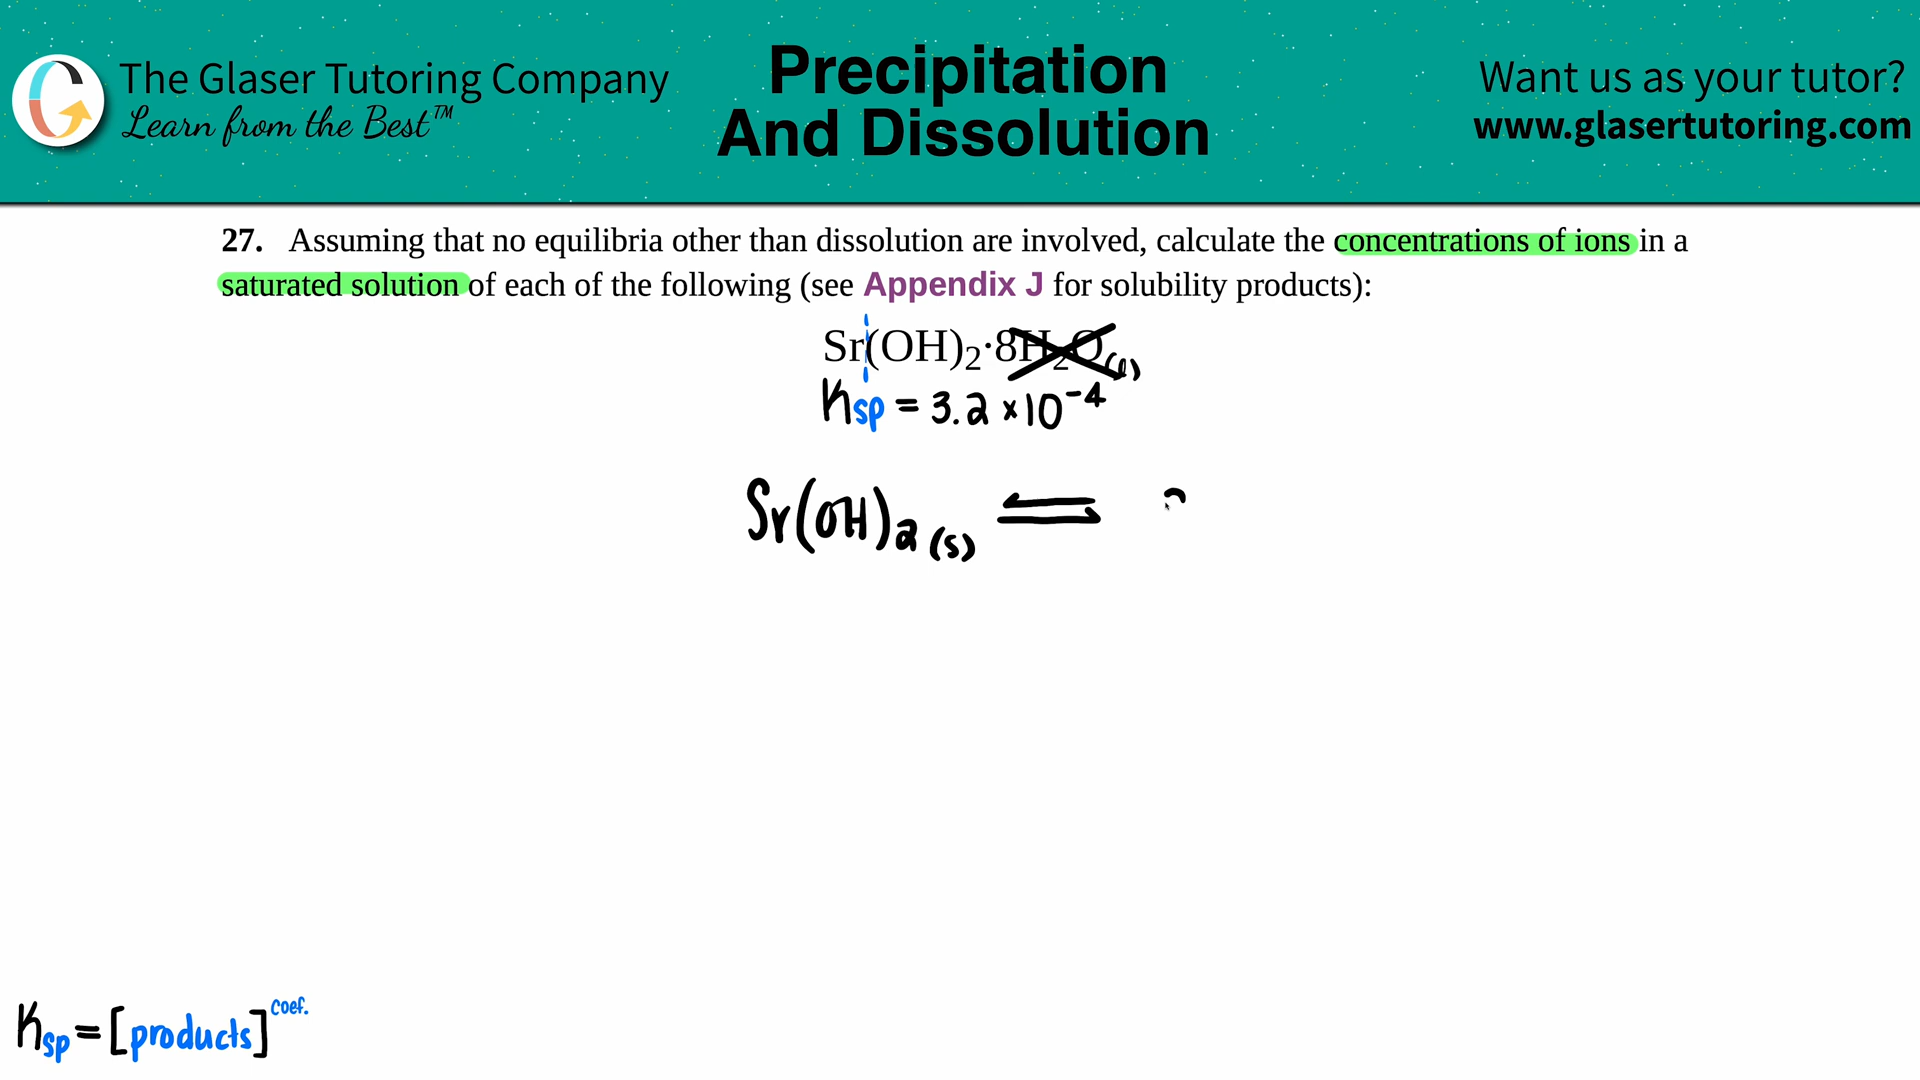 The Glaser Tutoring Company
Learn from the Best™
Precipitation
And Dissolution
Want us as your tutor?
www.glasertutoring.com
27. Assuming that no equilibria other than dissolution are involved, calculate the concentrations of ions in a
saturated solution of each of the following (see Appendix J for solubility products):
Sr(OH)₂·8H₂O(l)
Ksp = 3.2 ×10⁻⁴
Sr(OH)₂(s) ⇌
Ksp = [products]^coef.